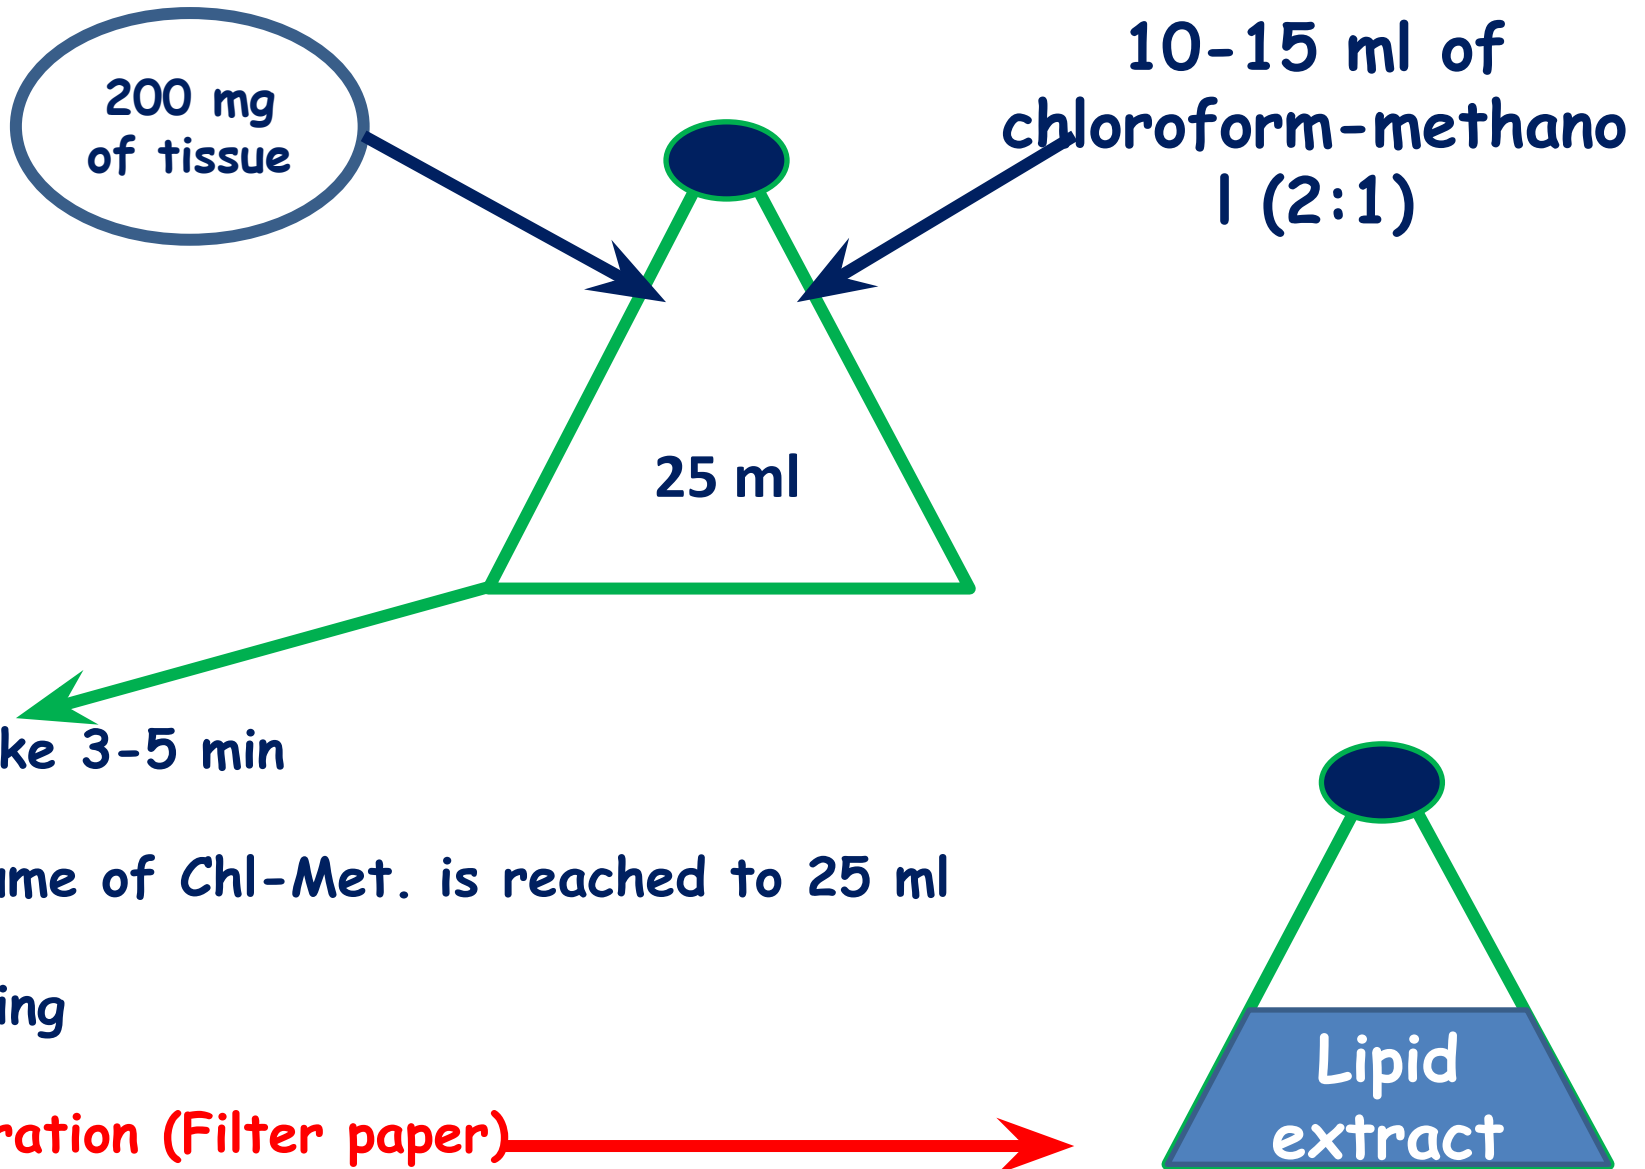 200 mg
of tissue
10-15 ml of
chloroform-methano
l (2:1)
25 ml
ke 3-5 min
ume of Chl-Met. is reached to 25 ml
ing
ration (Filter paper)
Lipid
extract